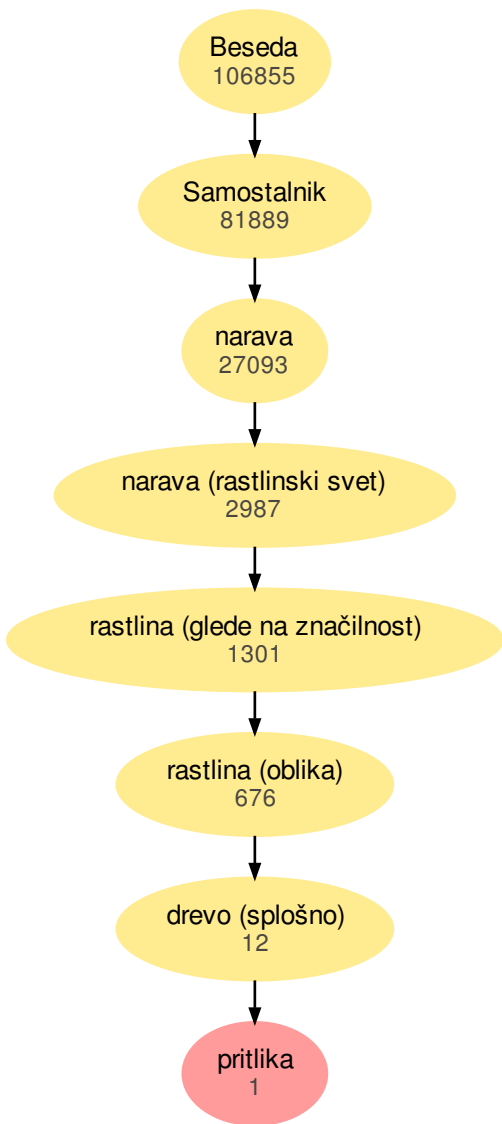 Beseda
106855
Samostalnik
81889
narava
27093
narava (rastlinski svet)
2987
rastlina (glede na značilnost)
1301
rastlina (oblika)
676
drevo (splošno)
12
pritlika
1